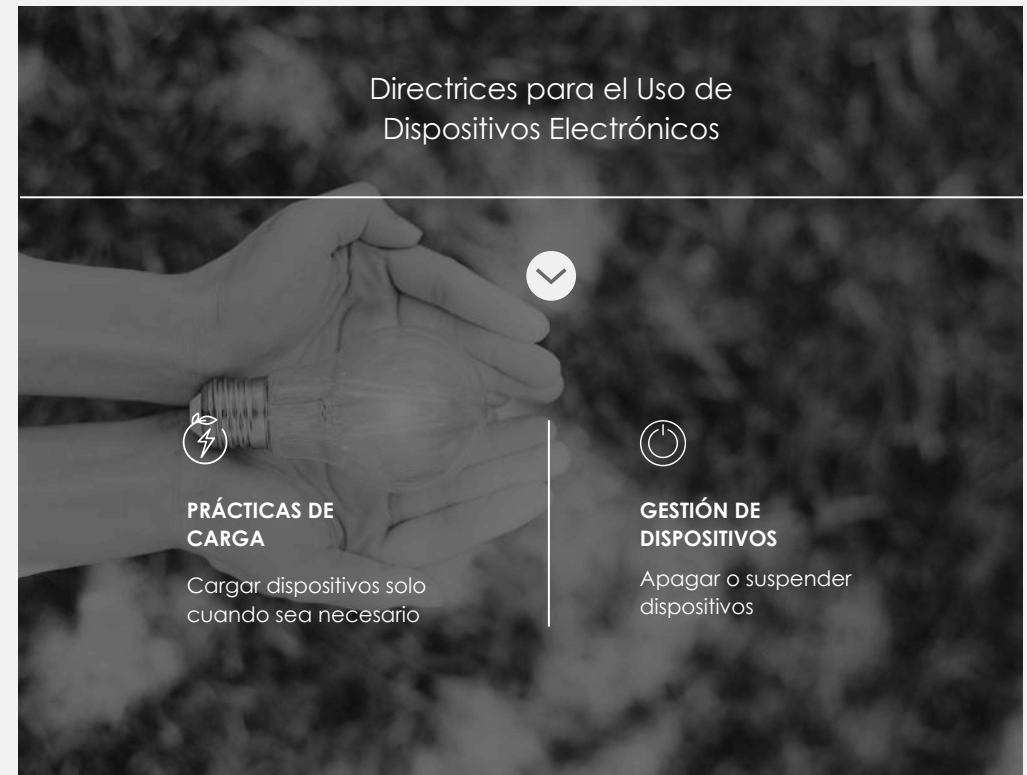 Directrices para el Uso de
Dispositivos Electrónicos
PRÁCTICAS DE
CARGA
Cargar dispositivos solo
cuando sea necesario
GESTIÓN DE
DISPOSITIVOS
Apagar o suspender
dispositivos